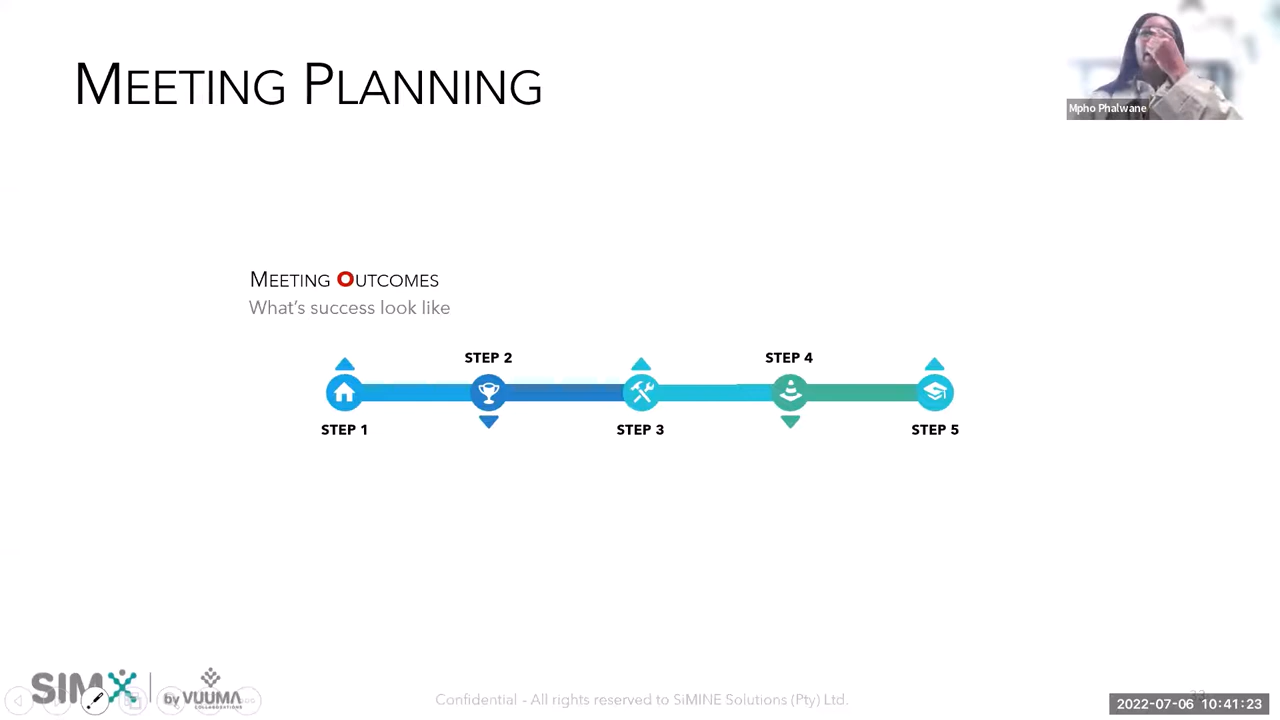 MEETING PLANNING
Mpho Phalwane
MEETING OUTCOMES
What's success look like
STEP 2
STEP 4
STEP 1
STEP 3
STEP 5
SIMX
by VUUMA
COLLABORATIONS
Confidential - All rights reserved to SiMINE Solutions (Pty) Ltd.
2022-07-06 10:41:23